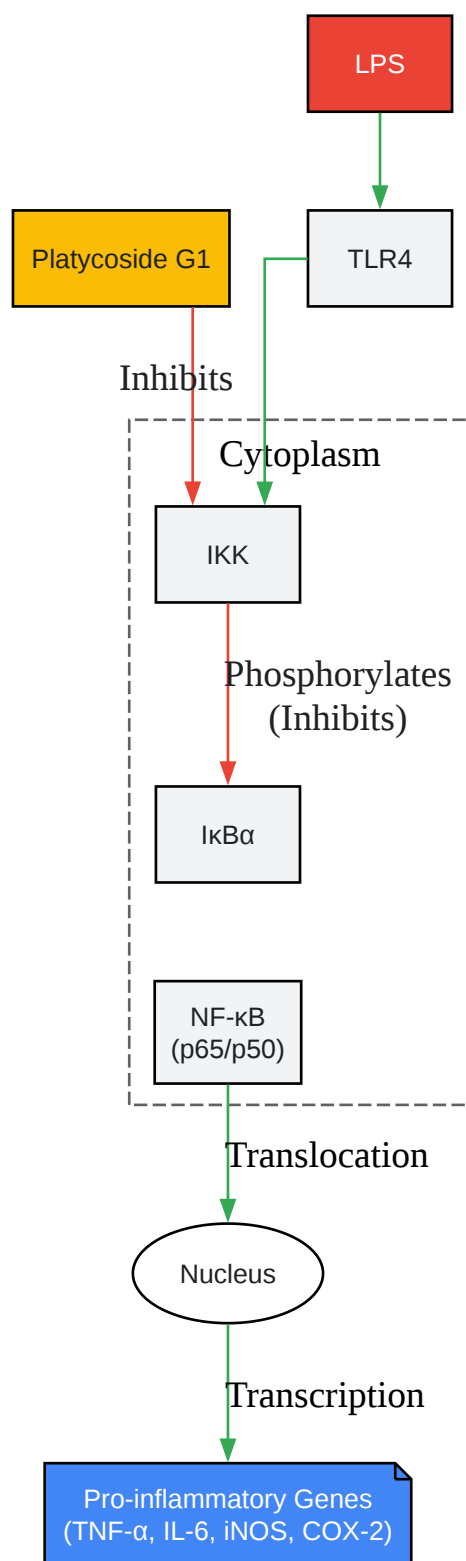 LPS
Platycoside G1
TLR4
Inhibits
Cytoplasm
IKK
Phosphorylates
(Inhibits)
IκBα
NF-κB
(p65/p50)
Translocation
Nucleus
Transcription
Pro-inflammatory Genes
(TNF-α, IL-6, iNOS, COX-2)